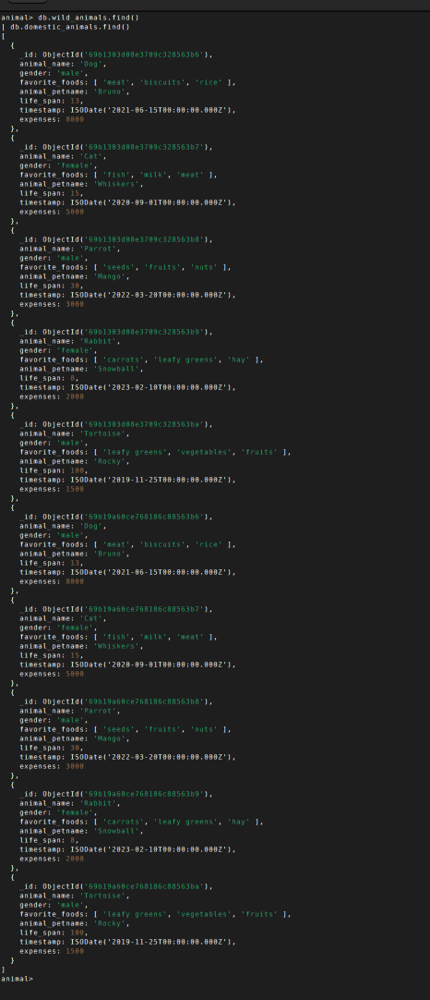 animal> db.wild_animals.find()
| db.domestic_animals.find()
[
{
_id: ObjectId('69b1303d08e3709c328563b6'),
animal_name: 'Dog',
gender: 'male',
favorite_foods: [ 'meat', 'biscuits', 'rice' ],
animal_petname: 'Bruno',
life_span: 13,
timestamp: ISODate('2021-06-15T00:00:00.000Z'),
expenses: 8000
},
{
_id: ObjectId('69b1303d08e3709c328563b7'),
animal_name: 'Cat',
gender: 'female',
favorite_foods: [ 'fish', 'milk', 'meat' ],
animal_petname: 'Whiskers',
life_span: 15,
timestamp: ISODate('2020-09-01T00:00:00.000Z'),
expenses: 5000
},
{
_id: ObjectId('69b1303d08e3709c328563b8'),
animal_name: 'Parrot',
gender: 'male',
favorite_foods: [ 'seeds', 'fruits', 'nuts' ],
animal_petname: 'Mango',
life_span: 30,
timestamp: ISODate('2022-03-20T00:00:00.000Z'),
expenses: 3000
},
{
_id: ObjectId('69b1303d08e3709c328563b9'),
animal_name: 'Rabbit',
gender: 'female',
favorite_foods: [ 'carrots', 'leafy greens', 'hay' ],
animal_petname: 'Snowball',
life_span: 8,
timestamp: ISODate('2023-02-10T00:00:00.000Z'),
expenses: 2000
},
{
_id: ObjectId('69b1303d08e3709c328563ba'),
animal_name: 'Tortoise',
gender: 'male',
favorite_foods: [ 'leafy greens', 'vegetables', 'fruits' ],
animal_petname: 'Rocky',
life_span: 100,
timestamp: ISODate('2019-11-25T00:00:00.000Z'),
expenses: 1500
},
{
_id: ObjectId('69b19a60ce768186c88563b6'),
animal_name: 'Dog',
gender: 'male',
favorite_foods: [ 'meat', 'biscuits', 'rice' ],
animal_petname: 'Bruno',
life_span: 13,
timestamp: ISODate('2021-06-15T00:00:00.000Z'),
expenses: 8000
},
{
_id: ObjectId('69b19a60ce768186c88563b7'),
animal_name: 'Cat',
gender: 'female',
favorite_foods: [ 'fish', 'milk', 'meat' ],
animal_petname: 'Whiskers',
life_span: 15,
timestamp: ISODate('2020-09-01T00:00:00.000Z'),
expenses: 5000
},
{
_id: ObjectId('69b19a60ce768186c88563b8'),
animal_name: 'Parrot',
gender: 'male',
favorite_foods: [ 'seeds', 'fruits', 'nuts' ],
animal_petname: 'Mango',
life_span: 30,
timestamp: ISODate('2022-03-20T00:00:00.000Z'),
expenses: 3000
},
{
_id: ObjectId('69b19a60ce768186c88563b9'),
animal_name: 'Rabbit',
gender: 'female',
favorite_foods: [ 'carrots', 'leafy greens', 'hay' ],
animal_petname: 'Snowball',
life_span: 8,
timestamp: ISODate('2023-02-10T00:00:00.000Z'),
expenses: 2000
},
{
_id: ObjectId('69b19a60ce768186c88563ba'),
animal_name: 'Tortoise',
gender: 'male',
favorite_foods: [ 'leafy greens', 'vegetables', 'fruits' ],
animal_petname: 'Rocky',
life_span: 100,
timestamp: ISODate('2019-11-25T00:00:00.000Z'),
expenses: 1500
}
]
animal>